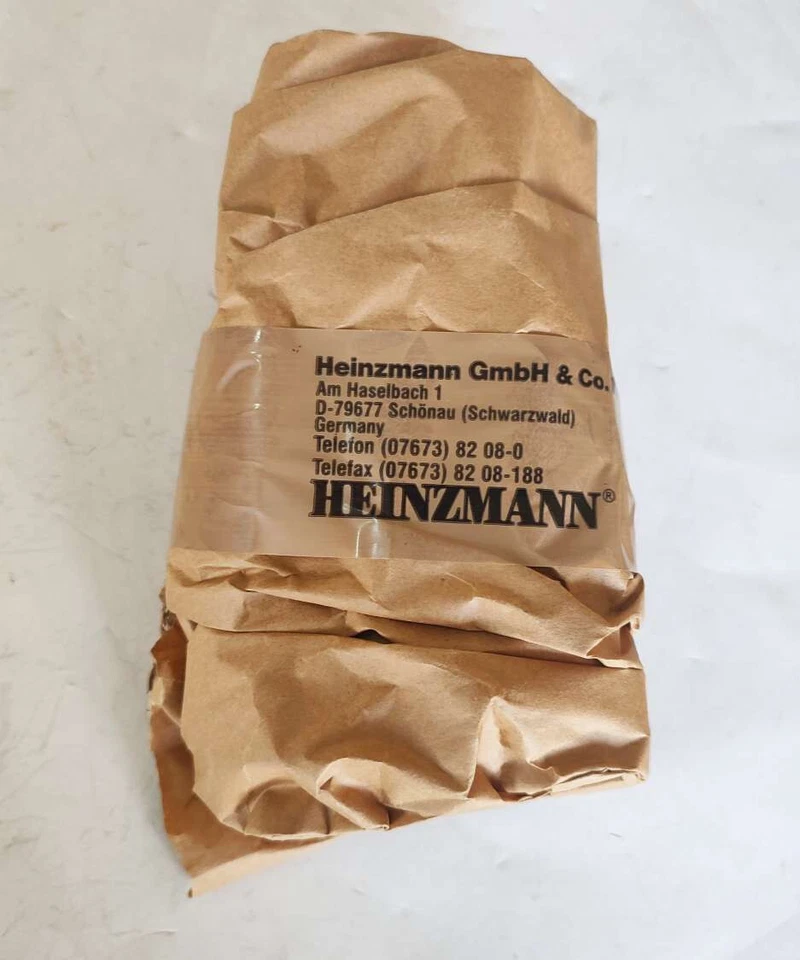 Heinzmann GmbH & Co.
Am Haselbach 1
D-79677 Schönau (Schwarzwald)
Germany
Telefon (07673) 82 08-0
Telefax (07673) 82 08-188
HEINZMANN®